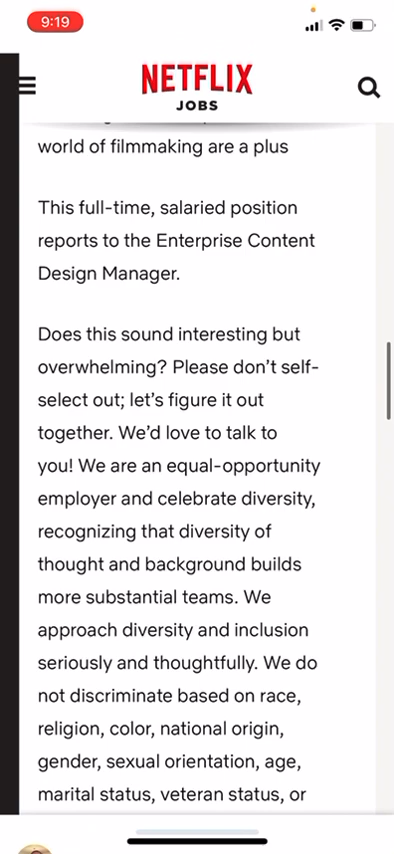 9:19
NETFLIX
JOBS
world of filmmaking are a plus
This full-time, salaried position
reports to the Enterprise Content
Design Manager.
Does this sound interesting but
overwhelming? Please don’t self-
select out; let’s figure it out
together. We’d love to talk to
you! We are an equal-opportunity
employer and celebrate diversity,
recognizing that diversity of
thought and background builds
more substantial teams. We
approach diversity and inclusion
seriously and thoughtfully. We do
not discriminate based on race,
religion, color, national origin,
gender, sexual orientation, age,
marital status, veteran status, or